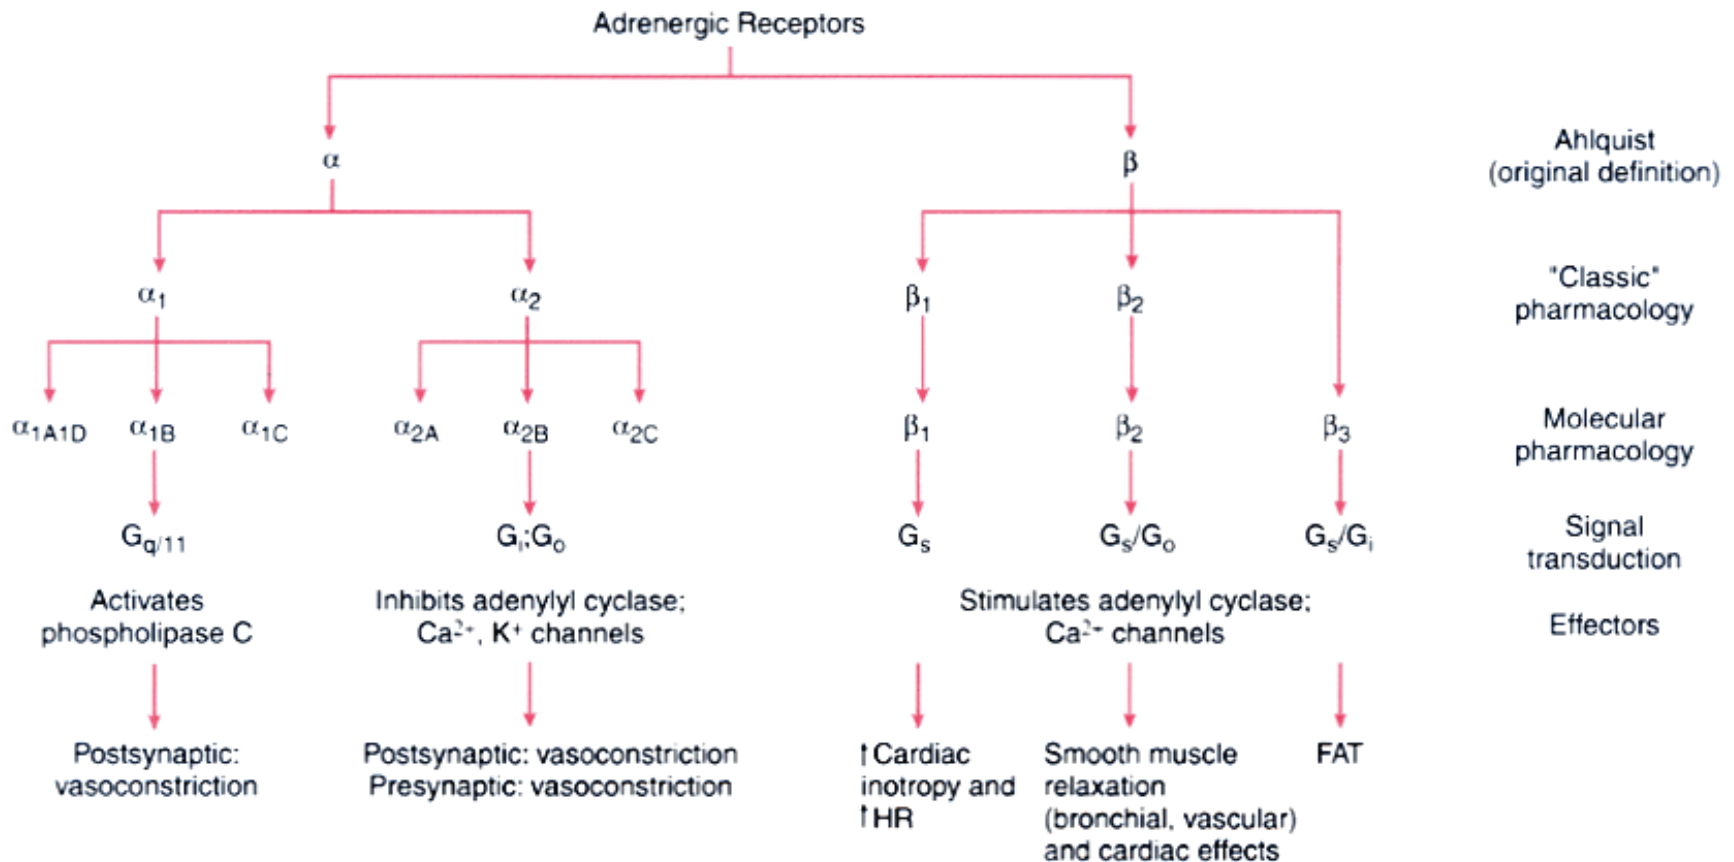 Adrenergic Receptors
α
β
Ahlquist
(original definition)
α1
α2
β1
β2
"Classic"
pharmacology
α1A1D
α1B
α1C
α2A
α2B
α2C
β1
β2
β3
Molecular
pharmacology
Gq/11
Gi;Go
Gs
Gs/Go
Gs/Gi
Signal
transduction
Activates
phospholipase C
Inhibits adenylyl cyclase;
Ca2+, K+ channels
Stimulates adenylyl cyclase;
Ca2+ channels
Effectors
Postsynaptic:
vasoconstriction
Postsynaptic: vasoconstriction
Presynaptic: vasoconstriction
↑Cardiac
inotropy and
↑HR
Smooth muscle
relaxation
(bronchial, vascular)
and cardiac effects
FAT